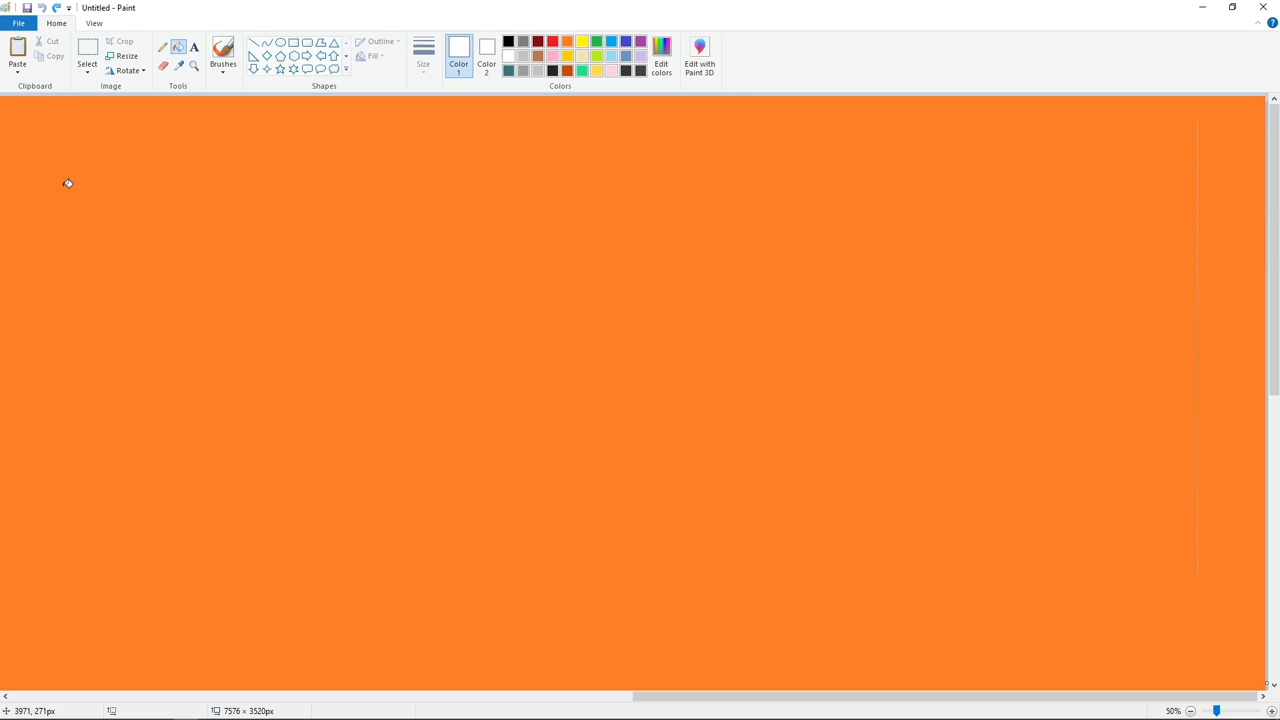 Untitled - Paint
File Home View
Paste
Cut
Copy
Clipboard
Select
Crop
Resize
Rotate
Image
Tools
Brushes
Outline
Fill
Shapes
Size
Color 1
Color 2
Edit colors
Colors
Edit with Paint 3D
3971, 271px
7576 × 3520px
50%